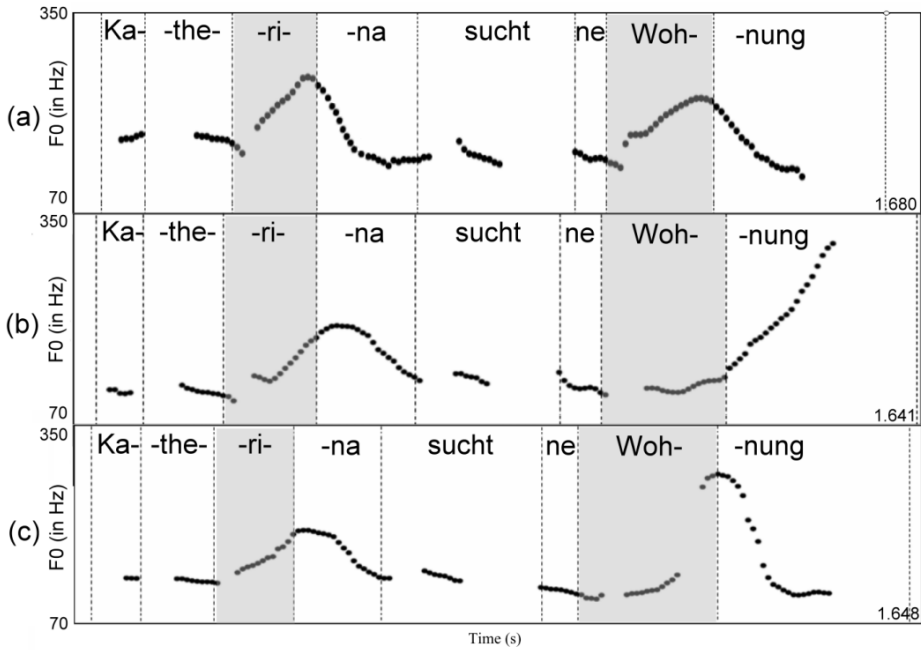 350
Ka- -the- -ri- -na sucht ne Woh- -nung
(a)
F0 (in Hz)
70
1.680
350
Ka- -the- -ri- -na sucht ne Woh- -nung
(b)
F0 (in Hz)
70
1.641
350
Ka- -the- -ri- -na sucht ne Woh- -nung
(c)
F0 (in Hz)
70
1.648
Time (s)